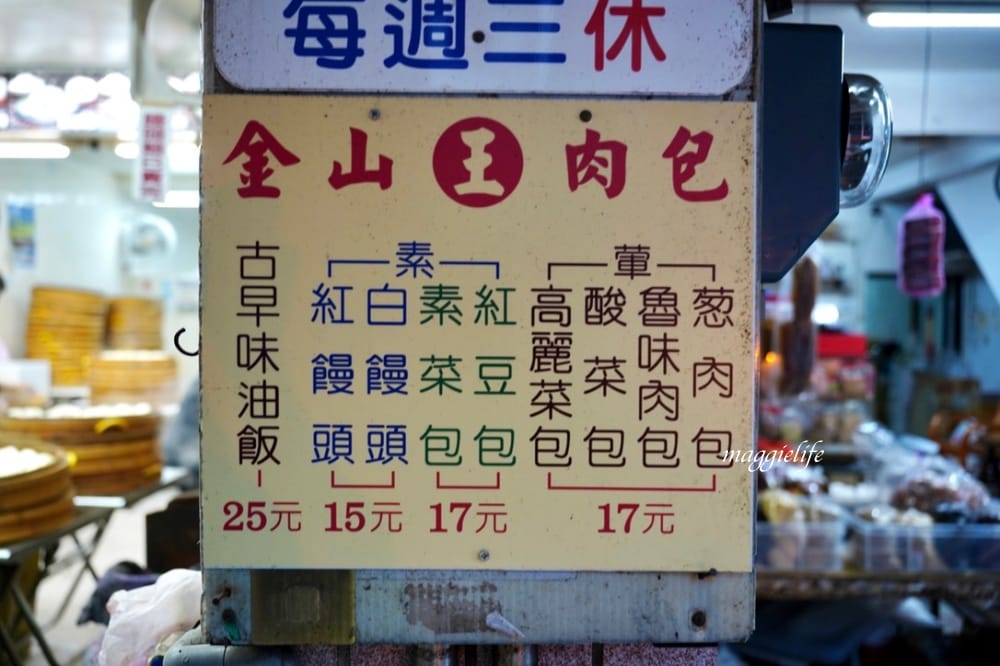 每週三休
金山王肉包
葷
葱肉包
魯味肉包
酸菜包
高麗菜包
17元
素
紅豆包
素菜包
17元
白饅頭
紅饅頭
15元
古早味油飯
25元
maggielife